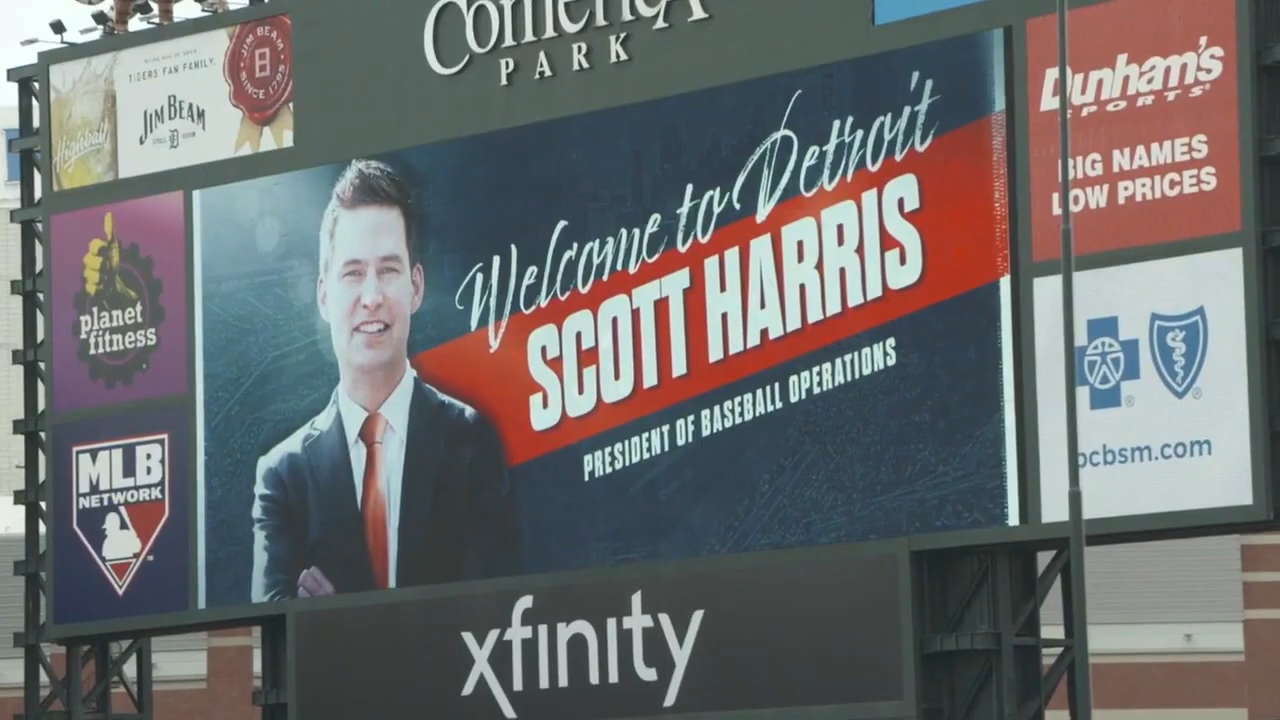 Comerica
PARK
TIGERS FAN FAMILY.
JIM BEAM
JIM BEAM
SINCE 1795
Highball
Dunham's
SPORTS
BIG NAMES
LOW PRICES
Welcome to Detroit
SCOTT HARRIS
PRESIDENT OF BASEBALL OPERATIONS
planet
fitness
MLB
NETWORK
bcbsm.com
xfinity